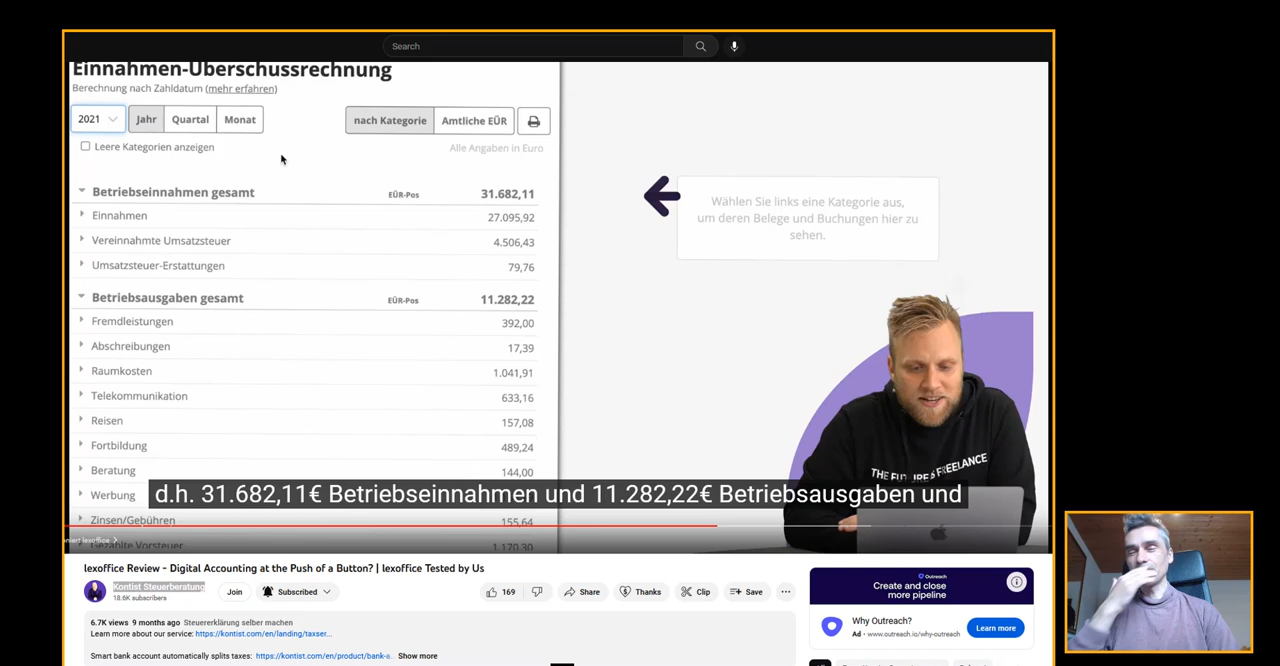 Search
Einnahmen-Überschussrechnung
Berechnung nach Zahldatum (mehr erfahren)
2021
Jahr
Quartal
Monat
nach Kategorie
Amtliche EÜR
Leere Kategorien anzeigen
Alle Angaben in Euro
Betriebseinnahmen gesamt EÜR-Pos 31.682,11
Einnahmen 27.095,92
Vereinnahmte Umsatzsteuer 4.506,43
Umsatzsteuer-Erstattungen 79,76
Betriebsausgaben gesamt EÜR-Pos 11.282,22
Fremdleistungen 392,00
Abschreibungen 17,39
Raumkosten 1.041,91
Telekommunikation 633,16
Reisen 157,08
Fortbildung 489,24
Beratung 144,00
Werbung
Zinsen/Gebühren 155,64
Gezahlte Vorsteuer 1.170,30
Wählen Sie links eine Kategorie aus,
um deren Belege und Buchungen hier zu
sehen.
THE FUTURE IS FREELANCE
d.h. 31.682,11€ Betriebseinnahmen und 11.282,22€ Betriebsausgaben und
lexoffice
lexoffice Review - Digital Accounting at the Push of a Button? | lexoffice Tested by Us
Kontist Steuerberatung
18.6K subscribers
Join
Subscribed
169
Share
Thanks
Clip
Save
6.7K views 9 months ago Steuererklärung selber machen
Learn more about our service: https://kontist.com/en/landing/taxser...
Smart bank account automatically splits taxes: https://kontist.com/en/product/bank-a... Show more
Outreach
Create and close
more pipeline
Why Outreach?
Ad · www.outreach.io/why-outreach
Learn more